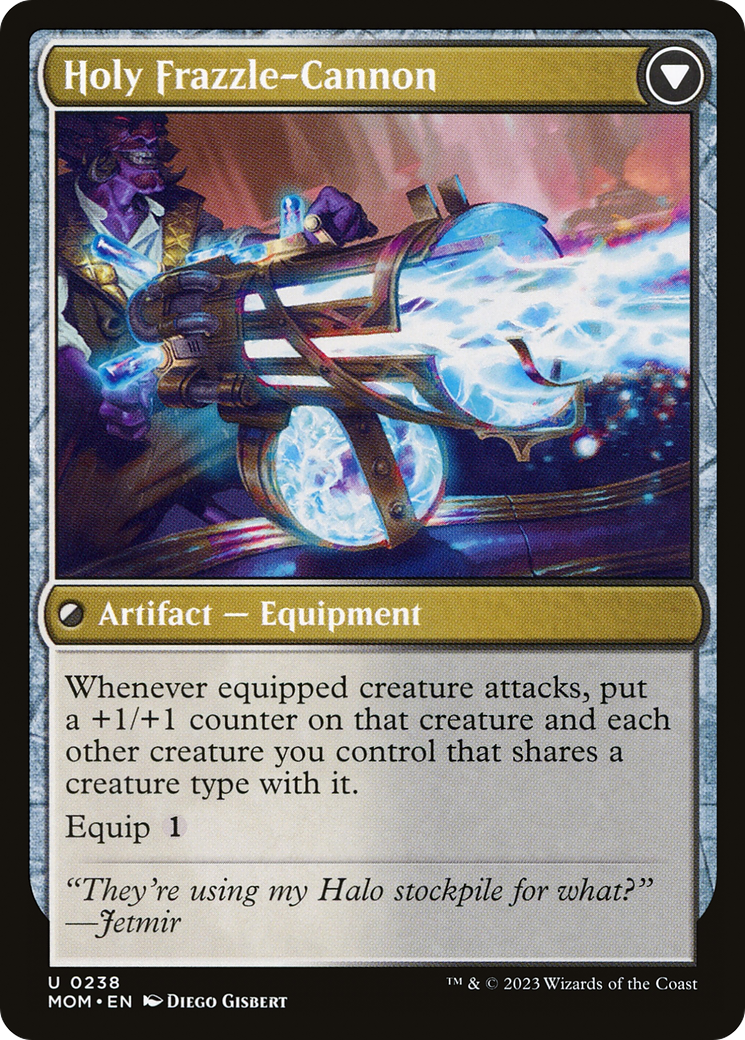 Holy Frazzle-Cannon
Artifact — Equipment
Whenever equipped creature attacks, put
a +1/+1 counter on that creature and each
other creature you control that shares a
creature type with it.
Equip 1
“They’re using my Halo stockpile for what?”
—Jetmir
U 0238
MOM • EN Diego Gisbert
™ & © 2023 Wizards of the Coast